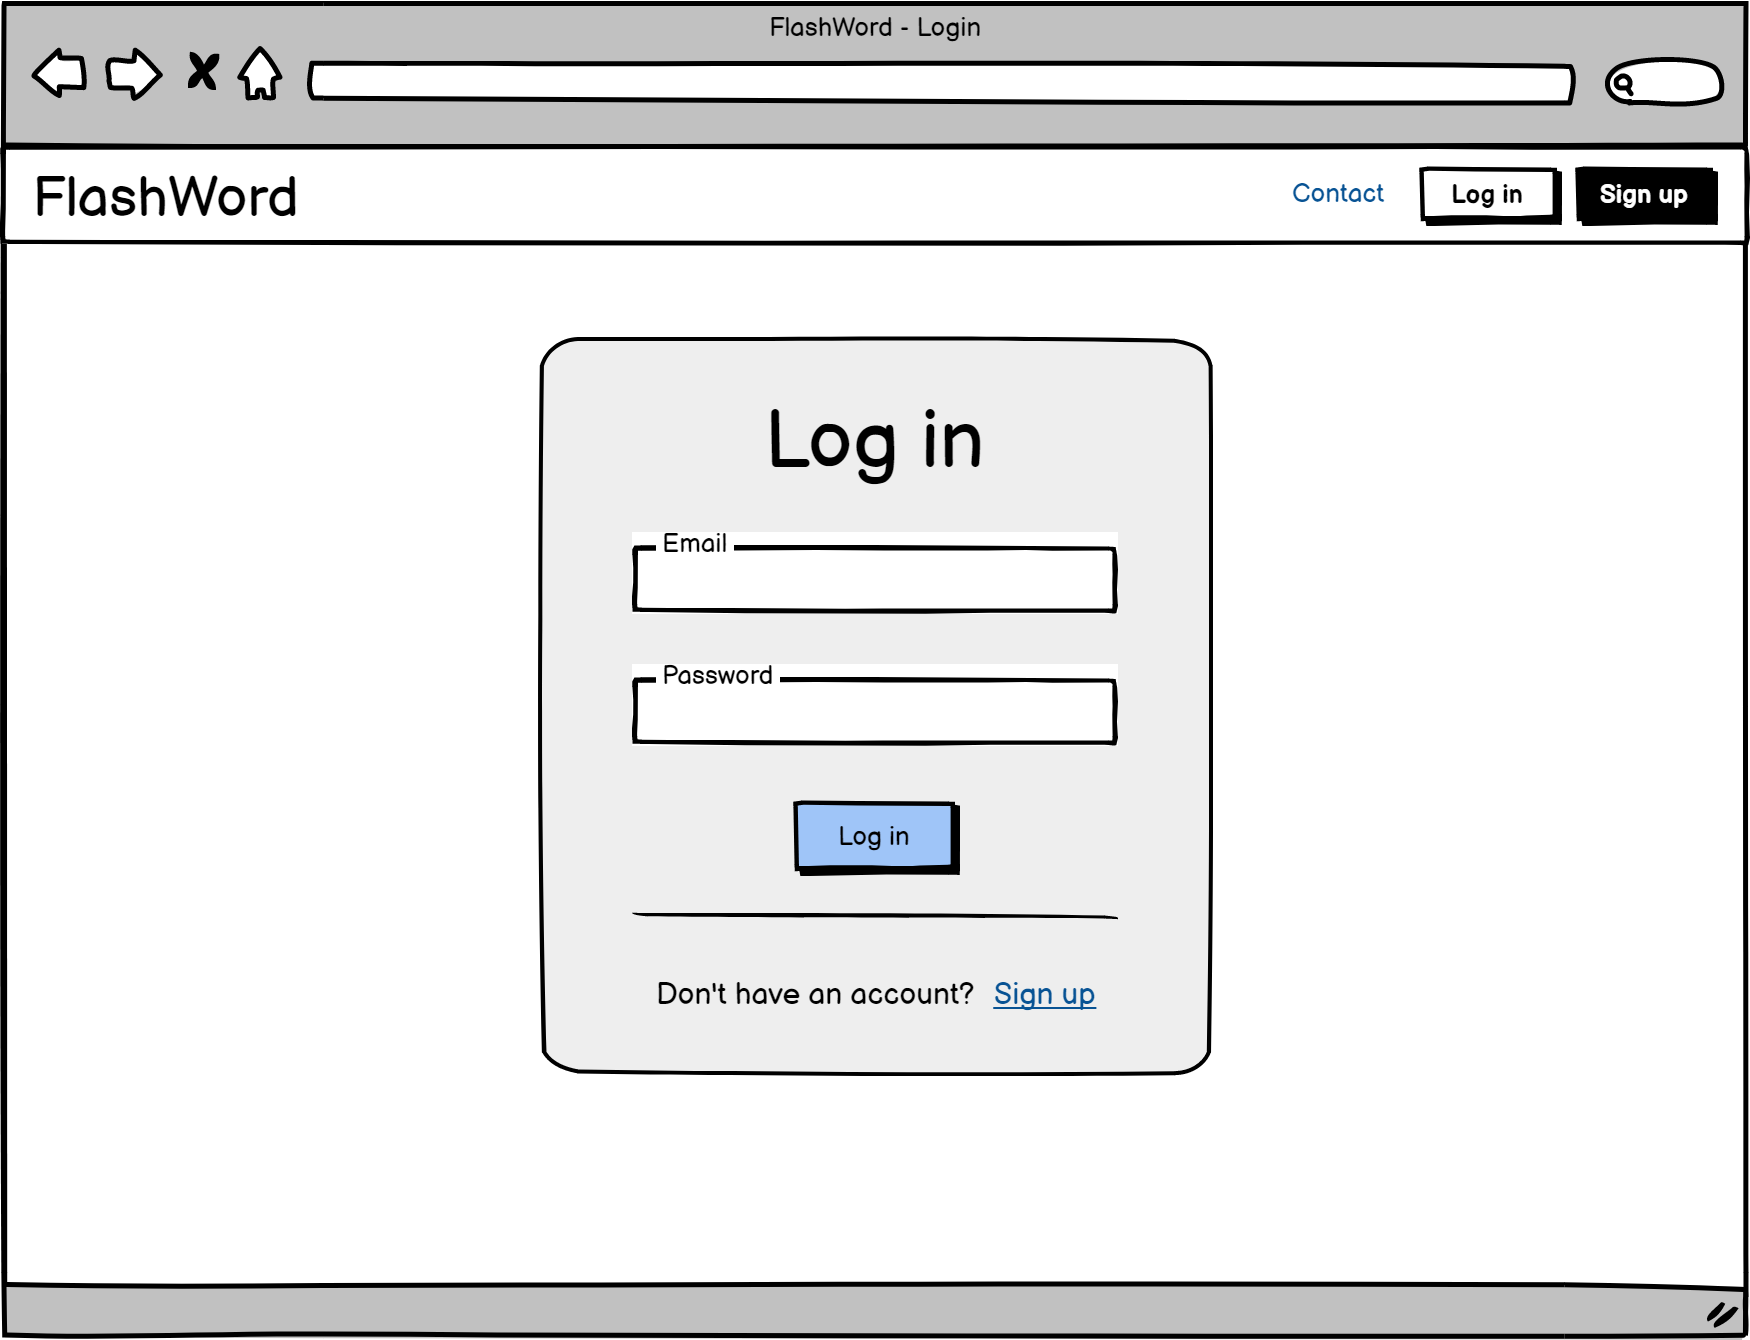 FlashWord - Login
FlashWord
Contact
Log in
Sign up
Log in
Email
Password
Log in
Don't have an account? Sign up